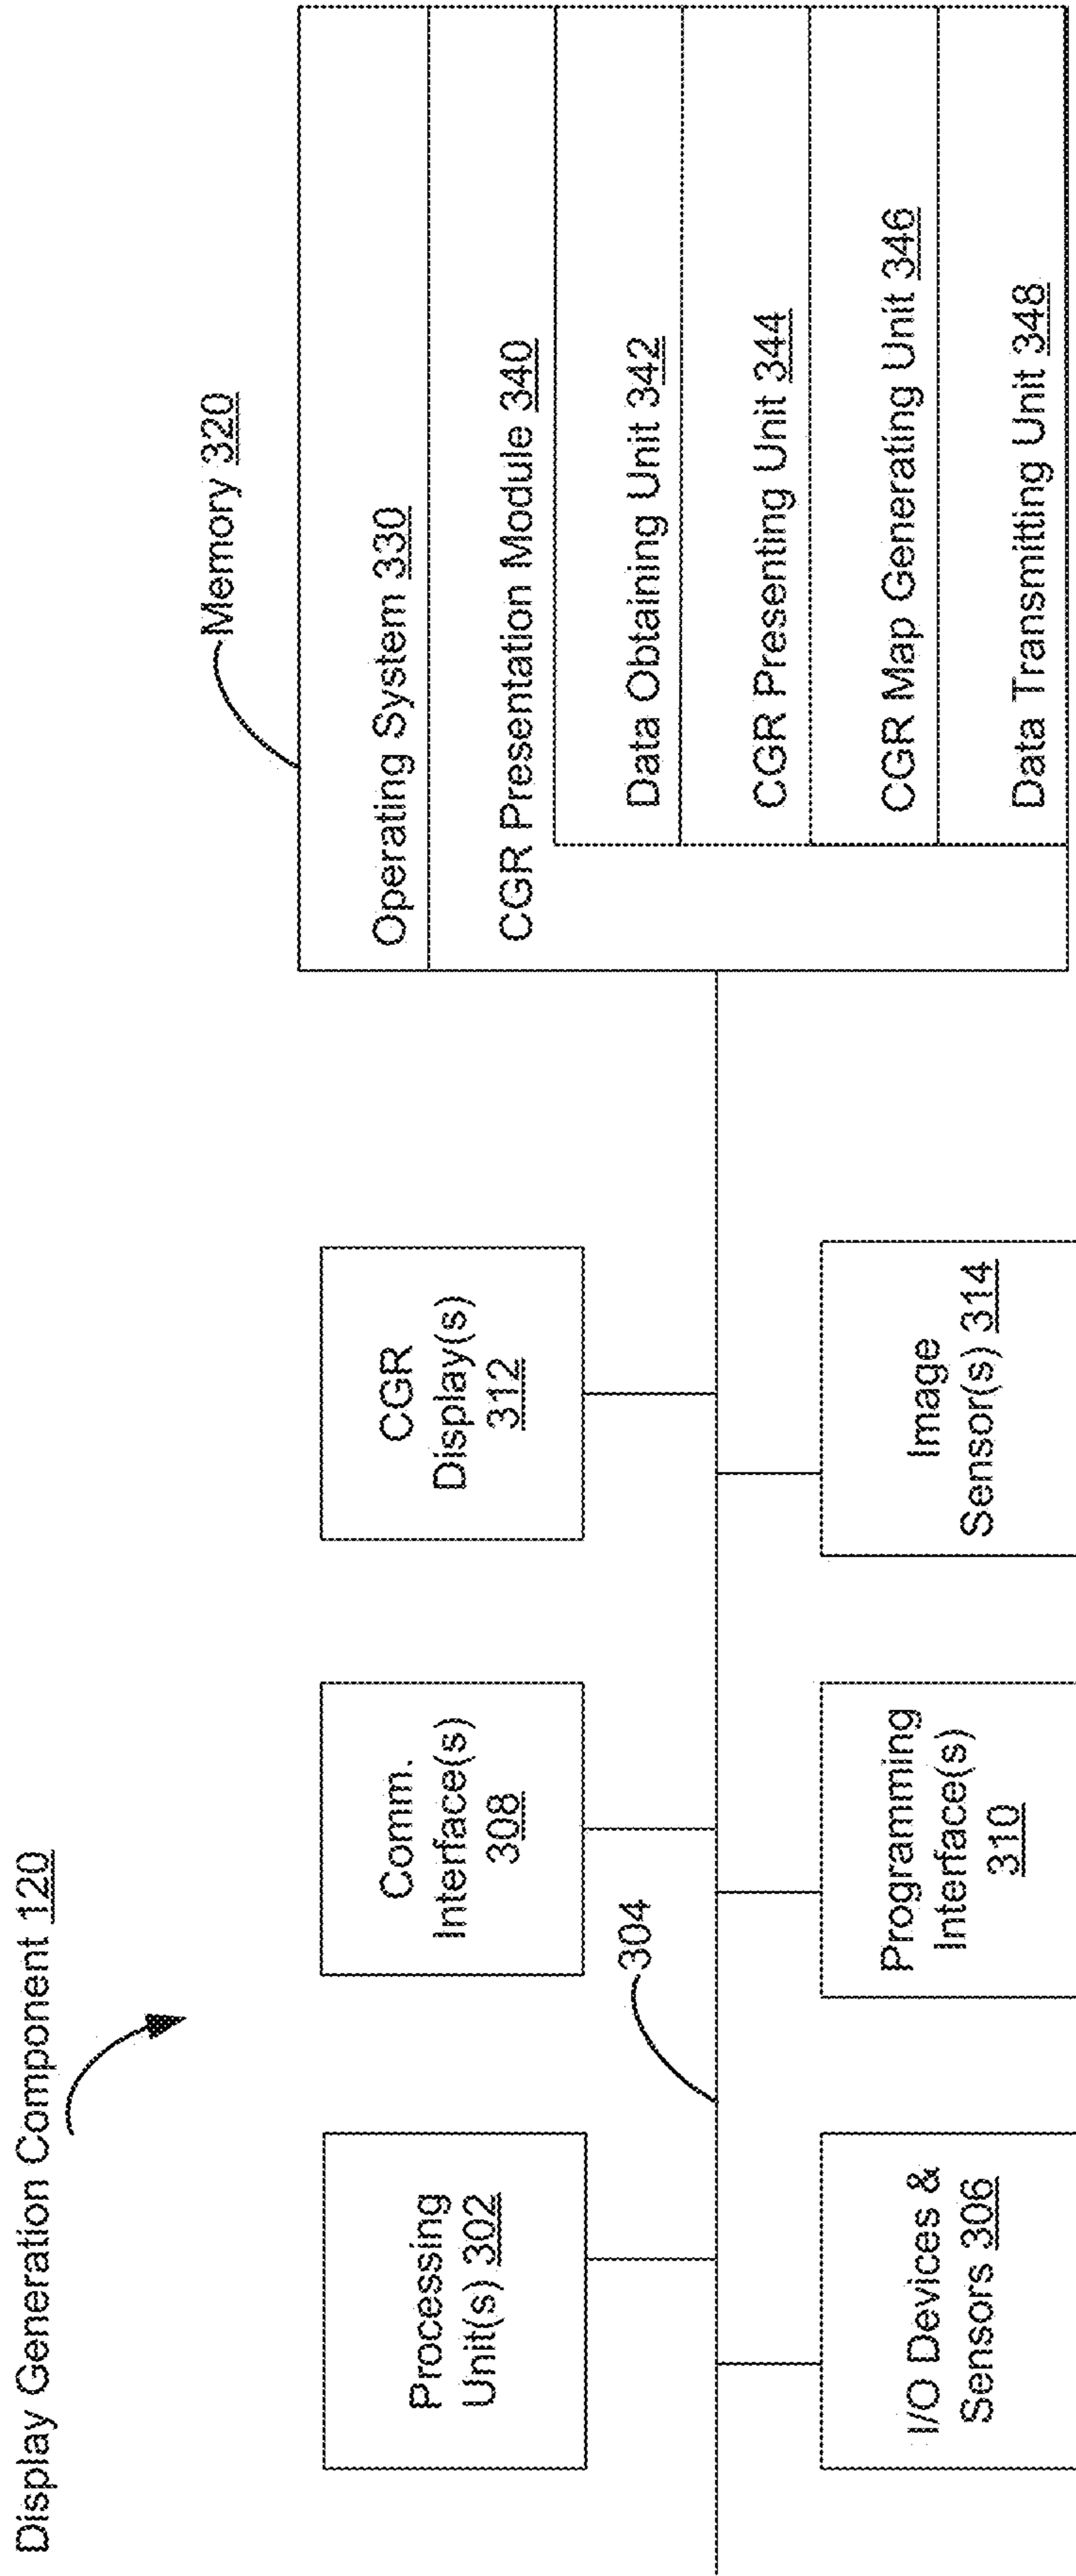 Display Generation Component 120
Processing
Unit(s) 302
Comm.
Interface(s)
308
CGR
Display(s)
312
304
I/O Devices &
Sensors 306
Programming
Interface(s)
310
Image
Sensor(s) 314
Memory 320
Operating System 330
CGR Presentation Module 340
Data Obtaining Unit 342
CGR Presenting Unit 344
CGR Map Generating Unit 346
Data Transmitting Unit 348